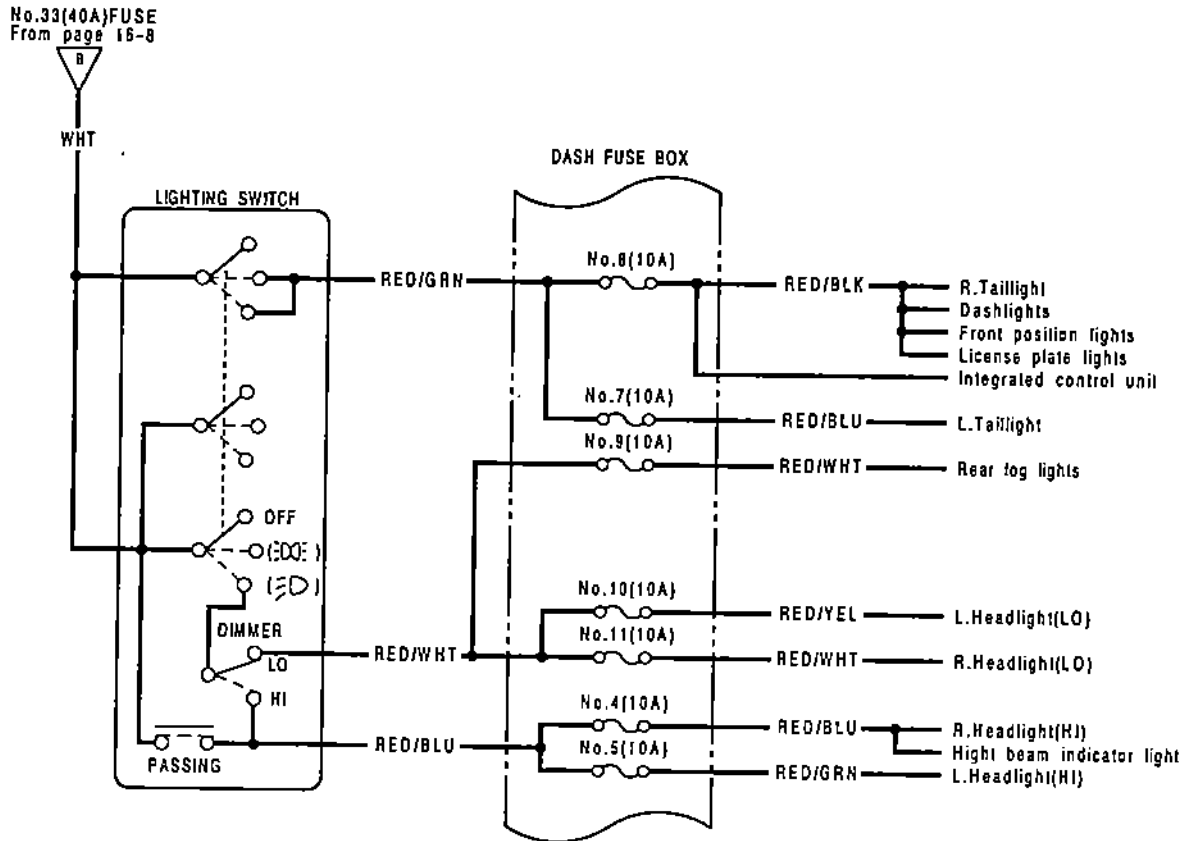 No.33(40A)FUSE
From page 16-8
B
WHT
DASH FUSE BOX
LIGHTING SWITCH
No.8(10A)
RED/GRN
RED/BLK
R.Taillight
Dashlights
Front position lights
License plate lights
Integrated control unit
No.7(10A)
RED/BLU
L.Taillight
No.9(10A)
RED/WHT
Rear fog lights
OFF
No.10(10A)
RED/YEL
L.Headlight(LO)
DIMMER
LO
RED/WHT
No.11(10A)
RED/WHT
R.Headlight(LO)
HI
No.4(10A)
RED/BLU
R.Headlight(HI)
Hight beam indicator light
RED/BLU
No.5(10A)
RED/GRN
L.Headlight(HI)
PASSING